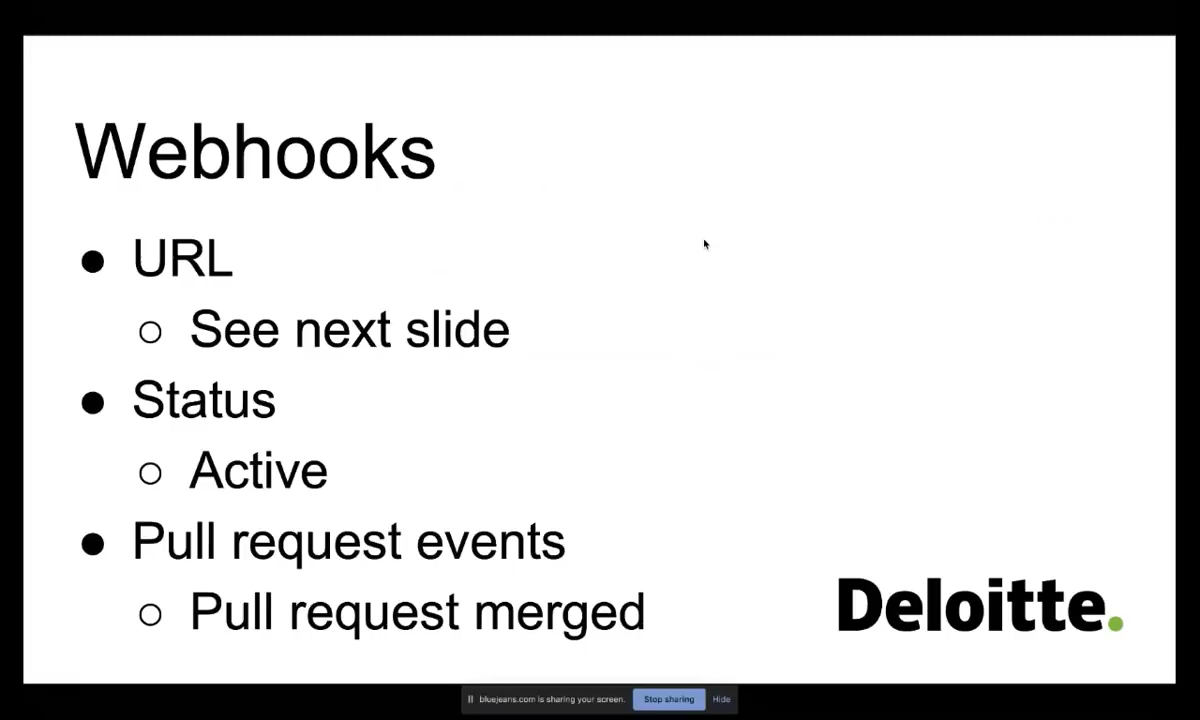 Webhooks
● URL
○ See next slide
● Status
○ Active
● Pull request events
○ Pull request merged
Deloitte.
bluejeans.com is sharing your screen. Stop sharing Hide